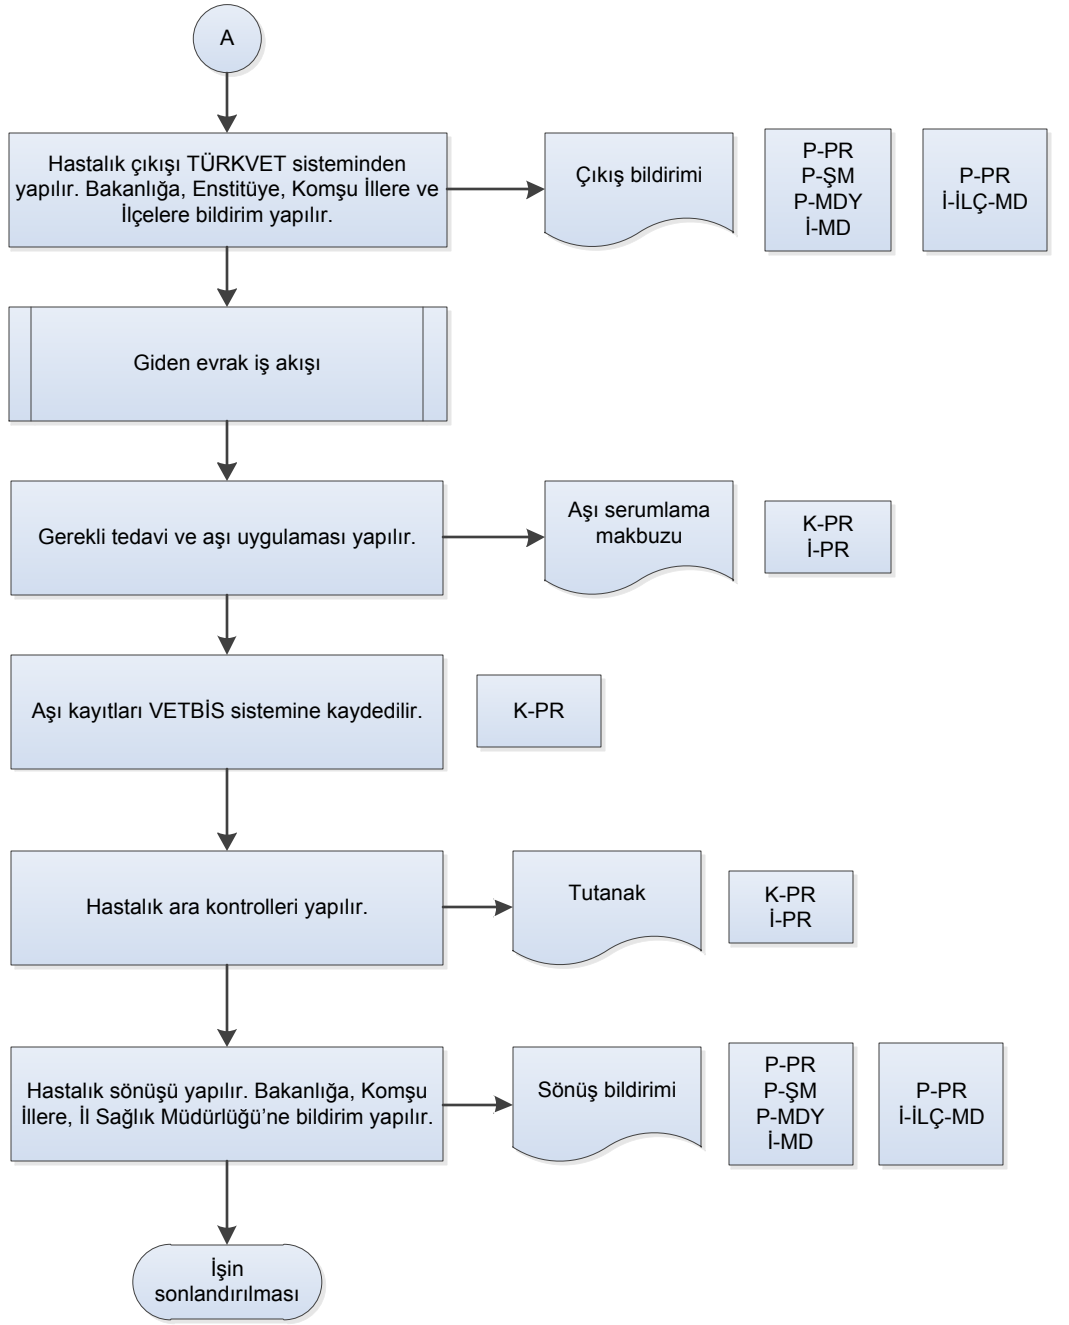 A
Hastalık çıkışı TÜRKVET sisteminden
yapılır. Bakanlığa, Enstitüye, Komşu İllere ve
İlçelere bildirim yapılır.
Çıkış bildirimi
P-PR
P-ŞM
P-MDY
İ-MD
P-PR
İ-İLÇ-MD
Giden evrak iş akışı
Gerekli tedavi ve aşı uygulaması yapılır.
Aşı serumlama
makbuzu
K-PR
İ-PR
Aşı kayıtları VETBİS sistemine kaydedilir.
K-PR
Hastalık ara kontrolleri yapılır.
Tutanak
K-PR
İ-PR
Hastalık sönüşü yapılır. Bakanlığa, Komşu
İllere, İl Sağlık Müdürlüğü’ne bildirim yapılır.
Sönüş bildirimi
P-PR
P-ŞM
P-MDY
İ-MD
P-PR
İ-İLÇ-MD
İşin
sonlandırılması